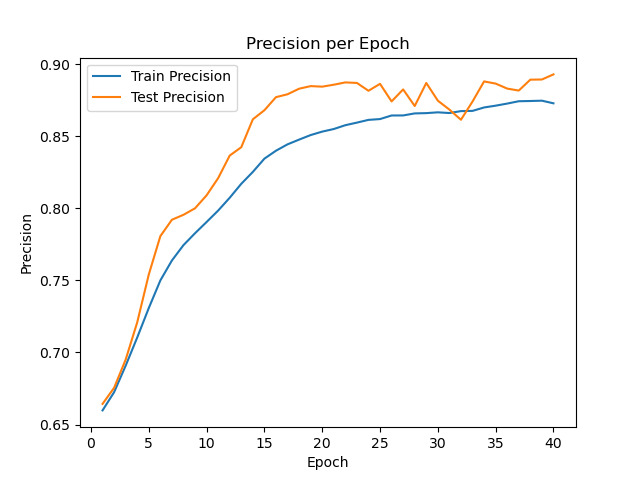 Precision per Epoch
Train Precision
Test Precision
0.90
0.85
0.80
0.75
0.70
0.65
Precision
0 5 10 15 20 25 30 35 40
Epoch